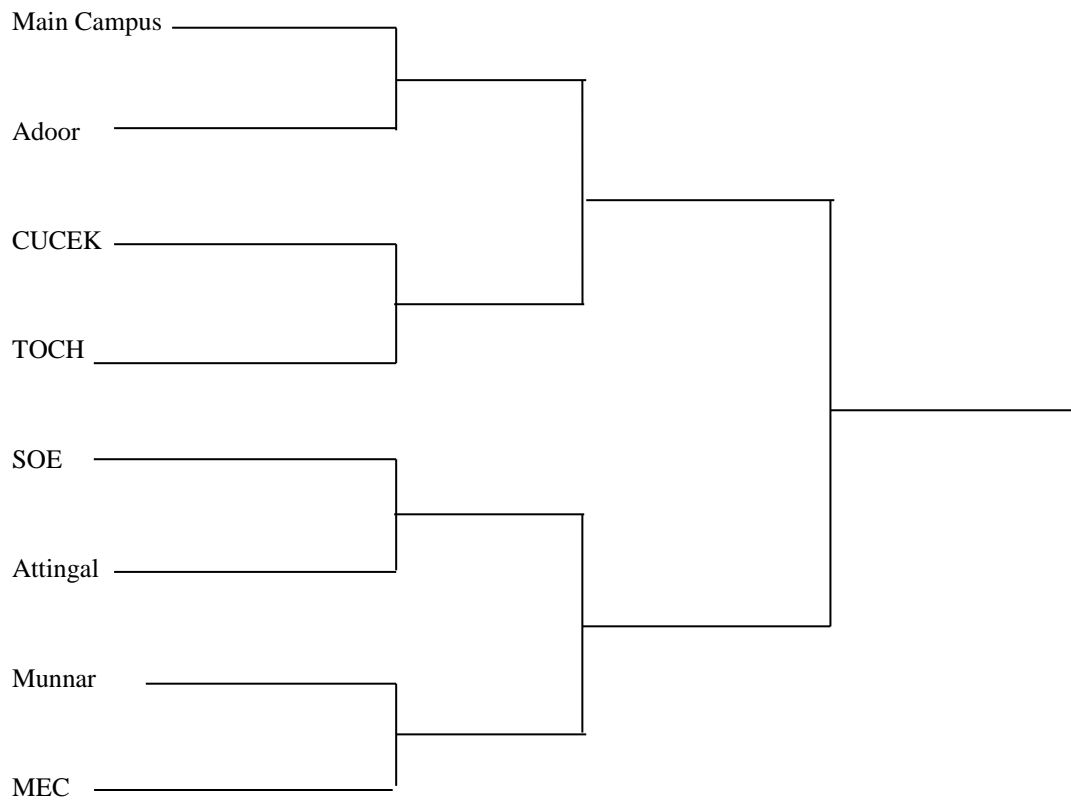 Main Campus
Adoor
CUCEK
TOCH
SOE
Attingal
Munnar
MEC